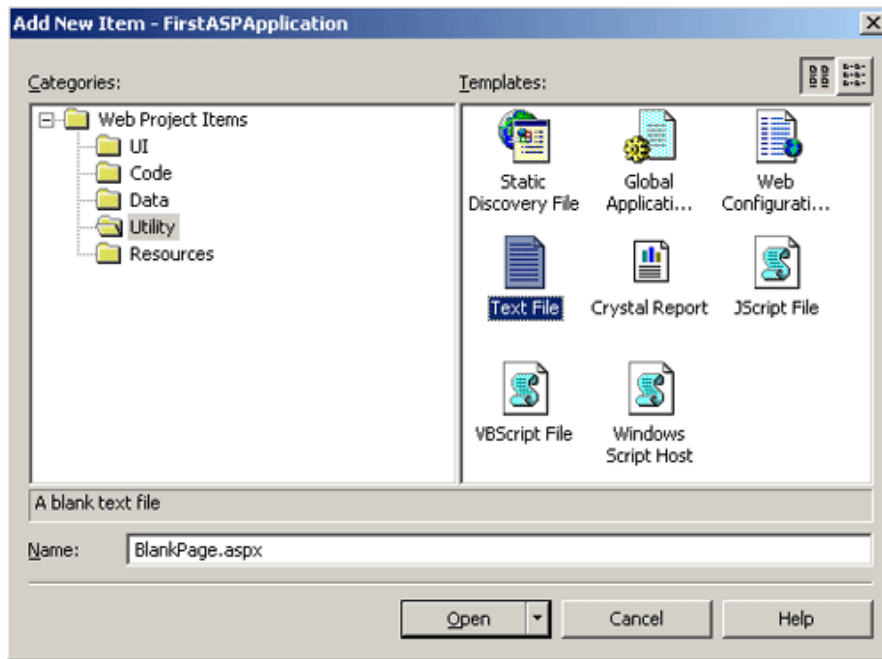 Add New Item - FirstASPApplication
Categories:
Templates:
Web Project Items
UI
Code
Data
Utility
Resources
Static
Discovery File
Global
Applicati...
Web
Configurati...
Text File
Crystal Report
JScript File
VBScript File
Windows
Script Host
A blank text file
Name:
BlankPage.aspx
Open
Cancel
Help